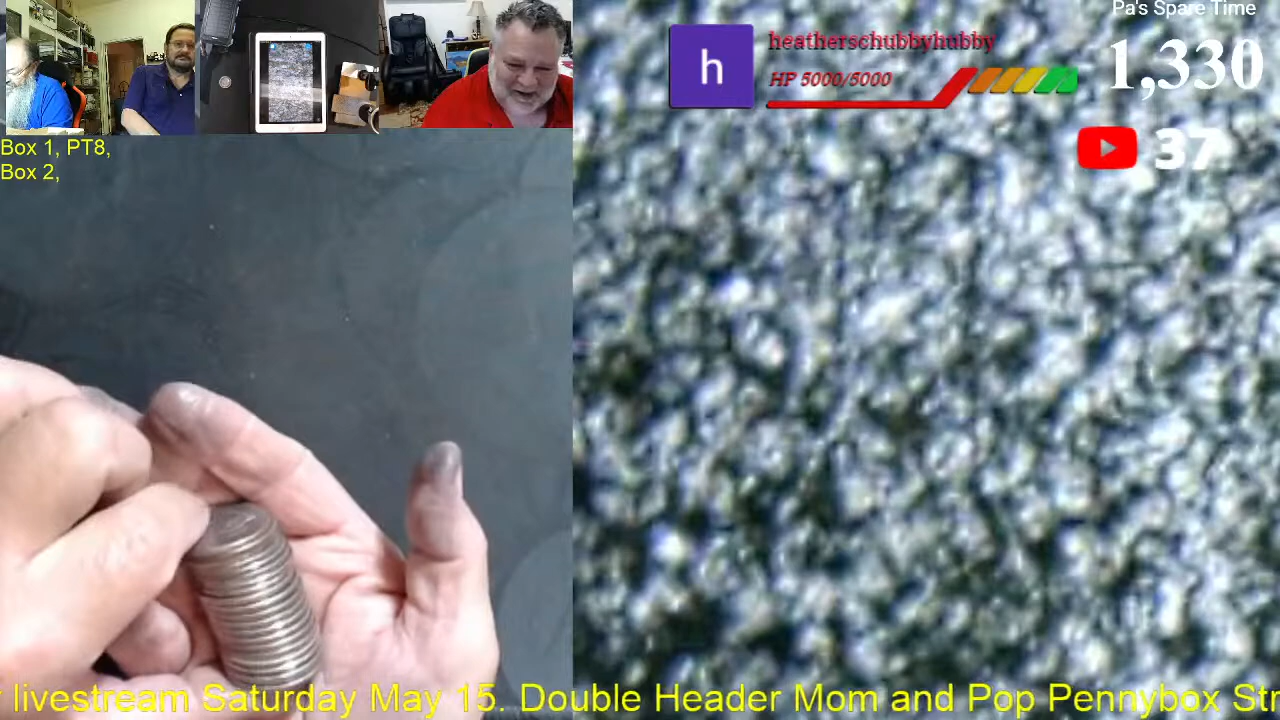 Pa's Spare Time
h
heatherschubbyhubby
1,330
HP 5000/5000
37
Box 1, PT8,
Box 2,
livestream Saturday May 15. Double Header Mom and Pop Pennybox